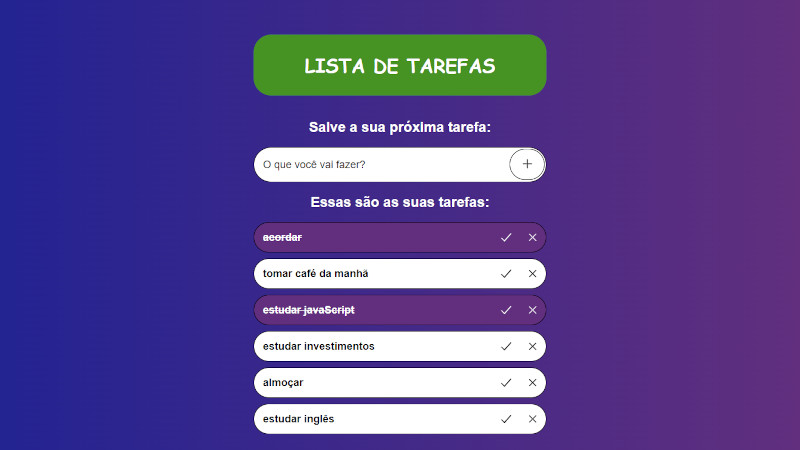 LISTA DE TAREFAS
Salve a sua próxima tarefa:
O que você vai fazer?
Essas são as suas tarefas:
acordar
tomar café da manhã
estudar javaScript
estudar investimentos
almoçar
estudar inglês